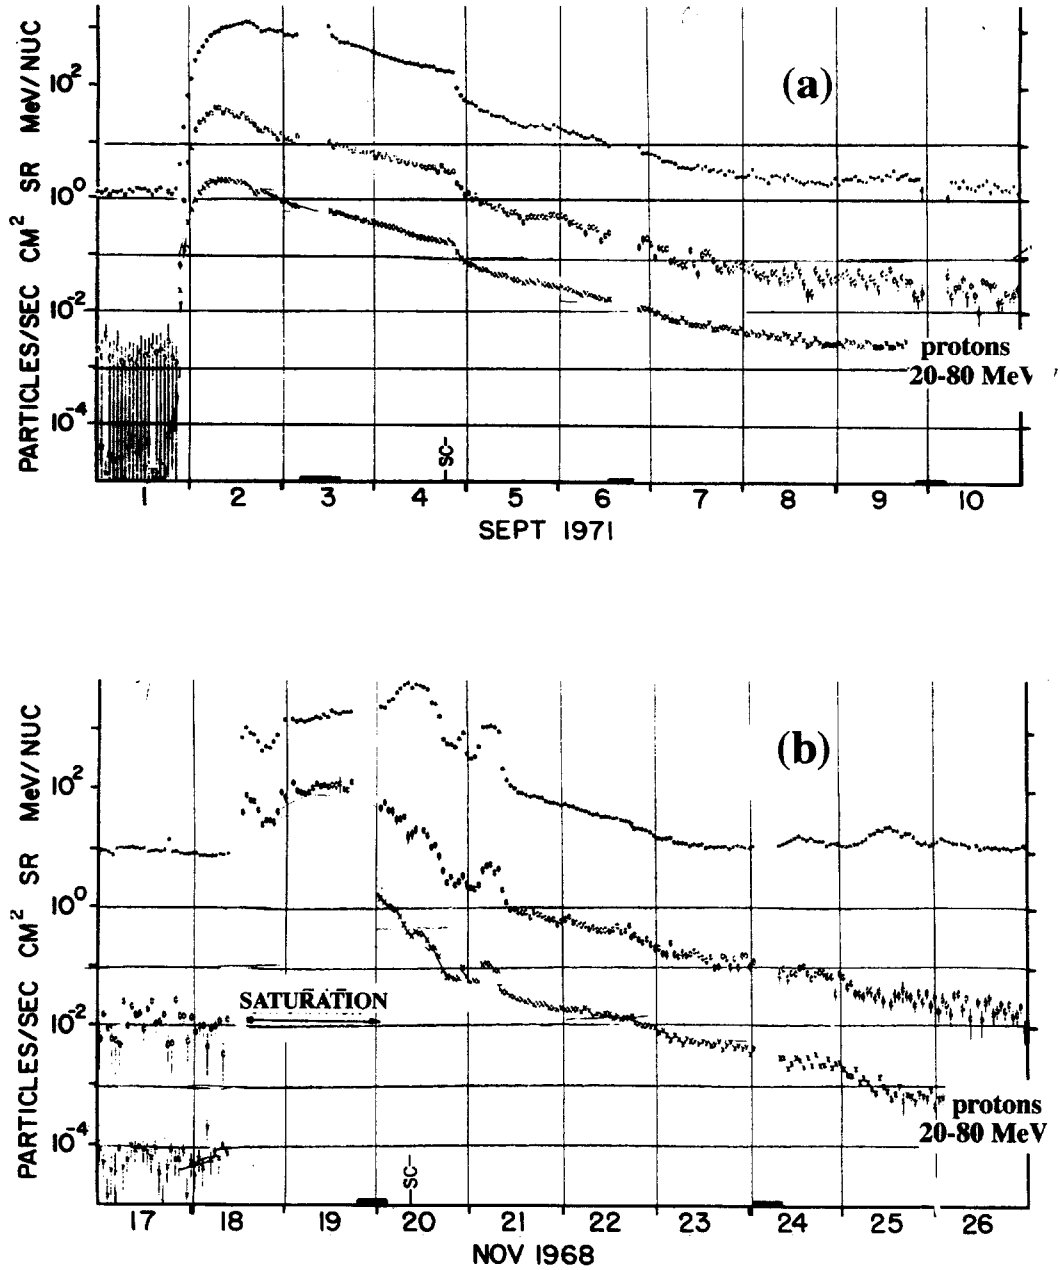 (a)
PARTICLES/SEC CM² SR MeV/NUC
10²
10⁰
10⁻²
10⁻⁴
protons
20-80 MeV
SC
1 2 3 4 5 6 7 8 9 10
SEPT 1971
(b)
PARTICLES/SEC CM² SR MeV/NUC
10²
10⁰
10⁻²
10⁻⁴
SATURATION
protons
20-80 MeV
SC
17 18 19 20 21 22 23 24 25 26
NOV 1968